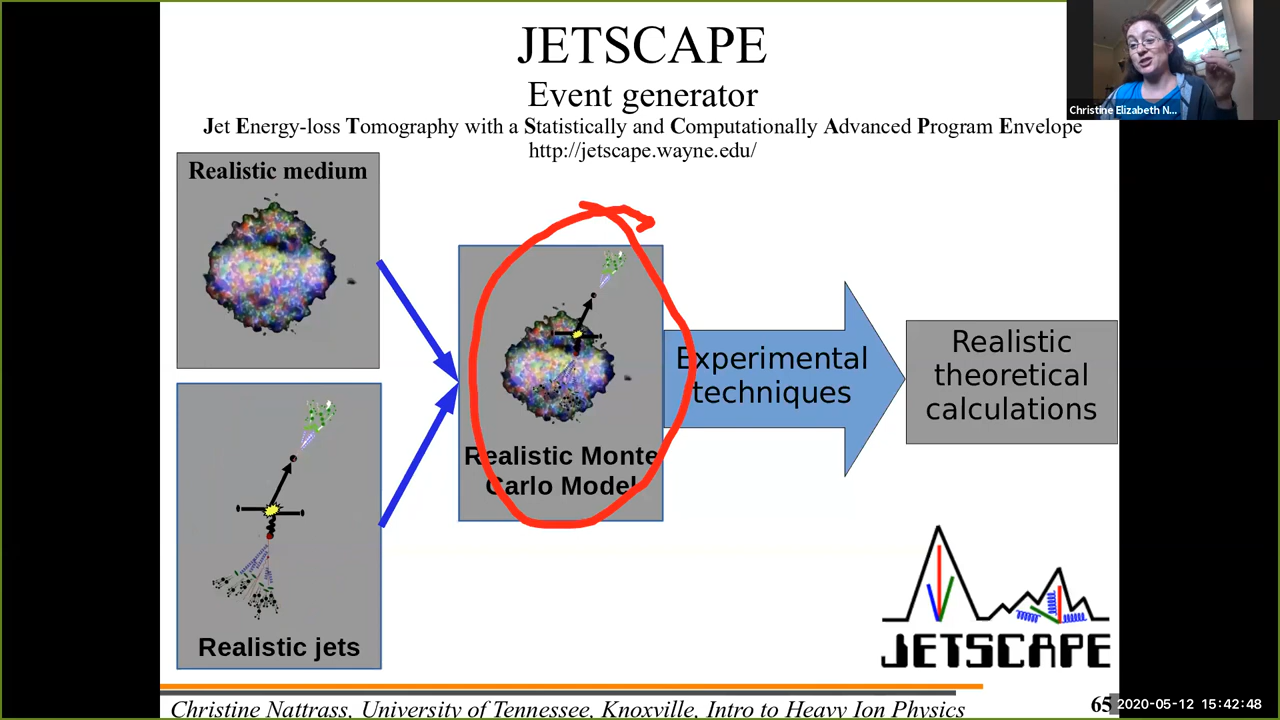 JETSCAPE
Event generator
Jet Energy-loss Tomography with a Statistically and Computationally Advanced Program Envelope
http://jetscape.wayne.edu/
Christine Elizabeth N...
Realistic medium
Realistic Monte
Carlo Model
Experimental
techniques
Realistic
theoretical
calculations
Realistic jets
JETSCAPE
Christine Nattrass, University of Tennessee, Knoxville, Intro to Heavy Ion Physics
65
2020-05-12 15:42:48